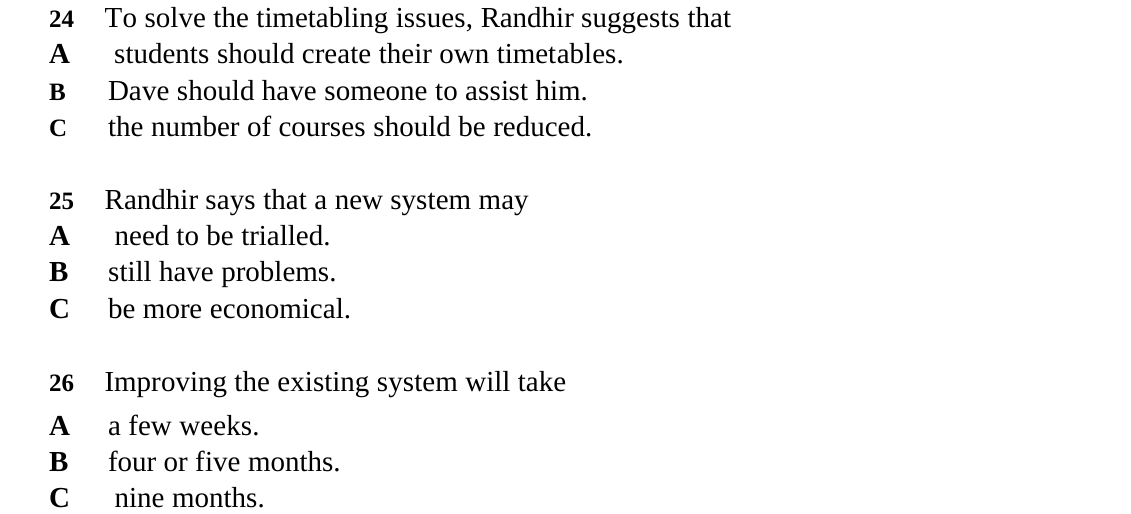 24 To solve the timetabling issues, Randhir suggests that
A students should create their own timetables.
B Dave should have someone to assist him.
C the number of courses should be reduced.
25 Randhir says that a new system may
A need to be trialled.
B still have problems.
C be more economical.
26 Improving the existing system will take
A a few weeks.
B four or five months.
C nine months.